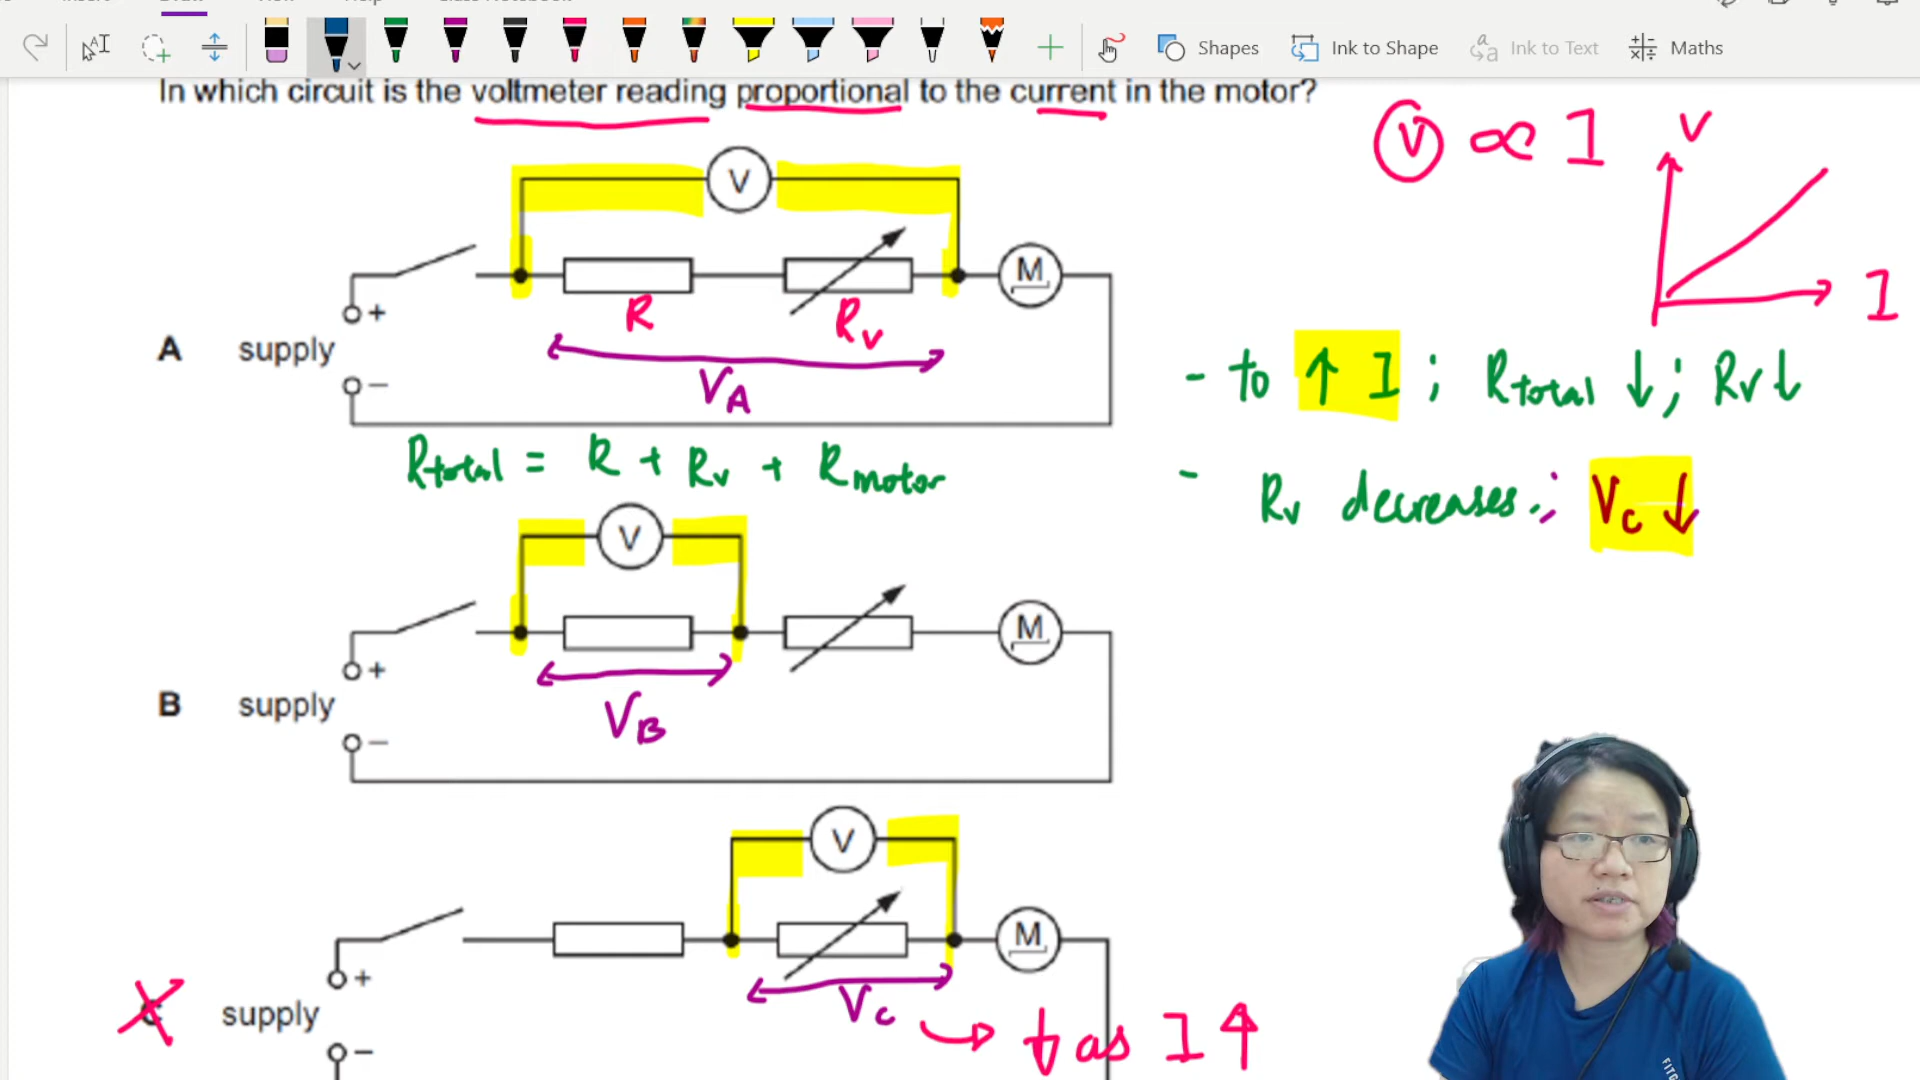 Shapes
Ink to Shape
Ink to Text
Maths
In which circuit is the voltmeter reading proportional to the current in the motor?
V ∝ I
V
I
V
M
R
Rv
+
A supply
VA
−
Rtotal = R + Rv + Rmotor
- to ↑ I ; Rtotal ↓; Rv↓
- Rv decreases.; Vc ↓
V
M
+
B supply
VB
−
V
M
+
C supply
Vc
↓ as I↑
−